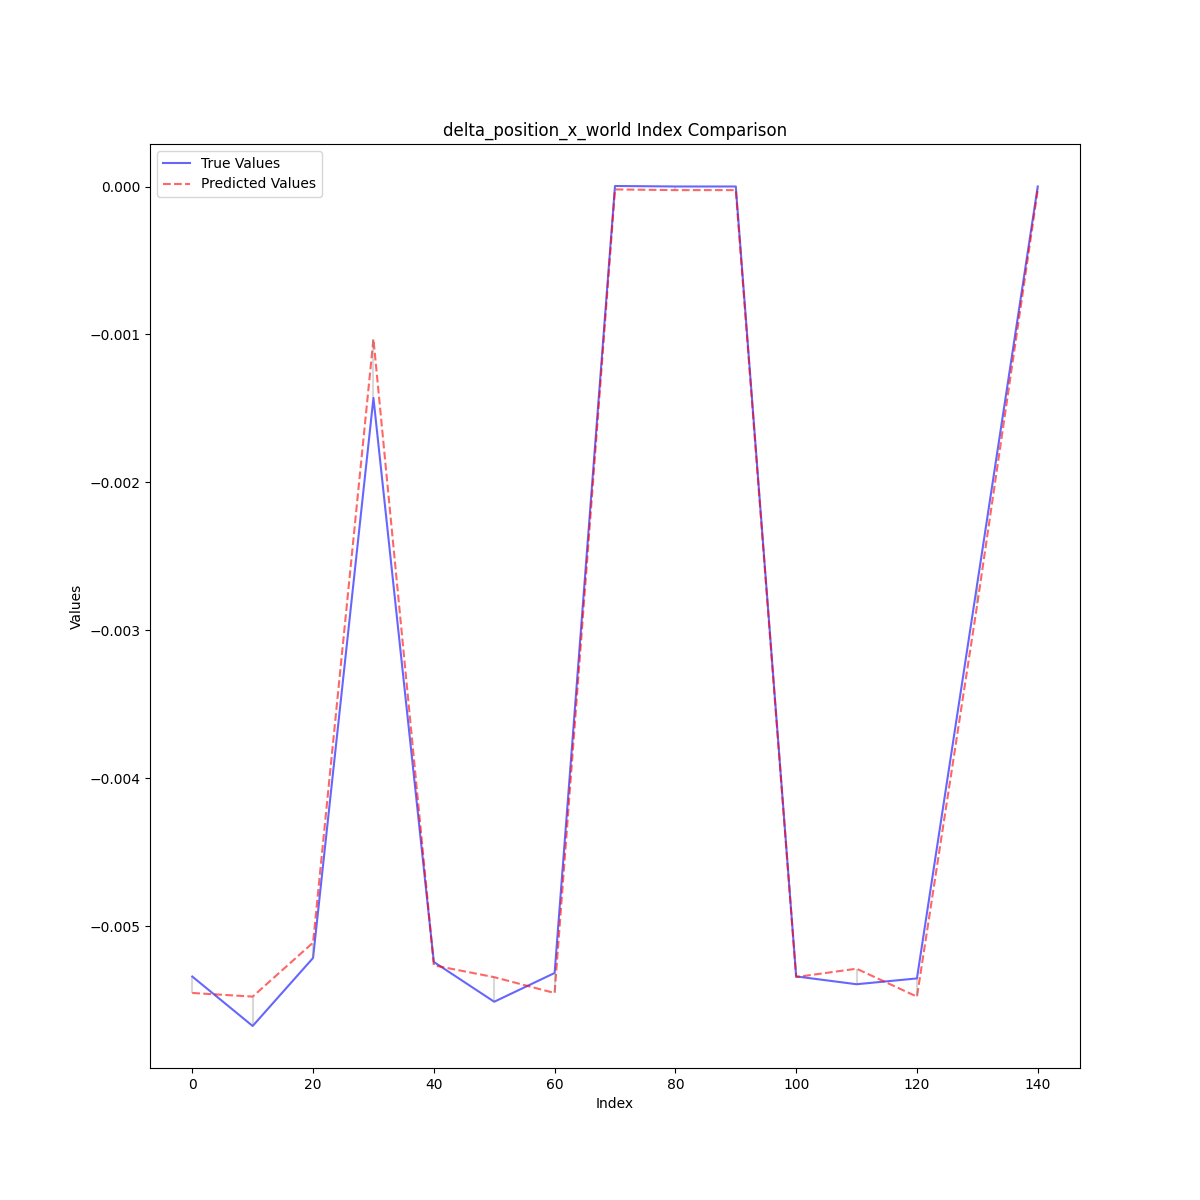 delta_position_x_world Index Comparison
True Values
Predicted Values
0.000
−0.001
−0.002
−0.003
−0.004
−0.005
Values
0 20 40 60 80 100 120 140
Index